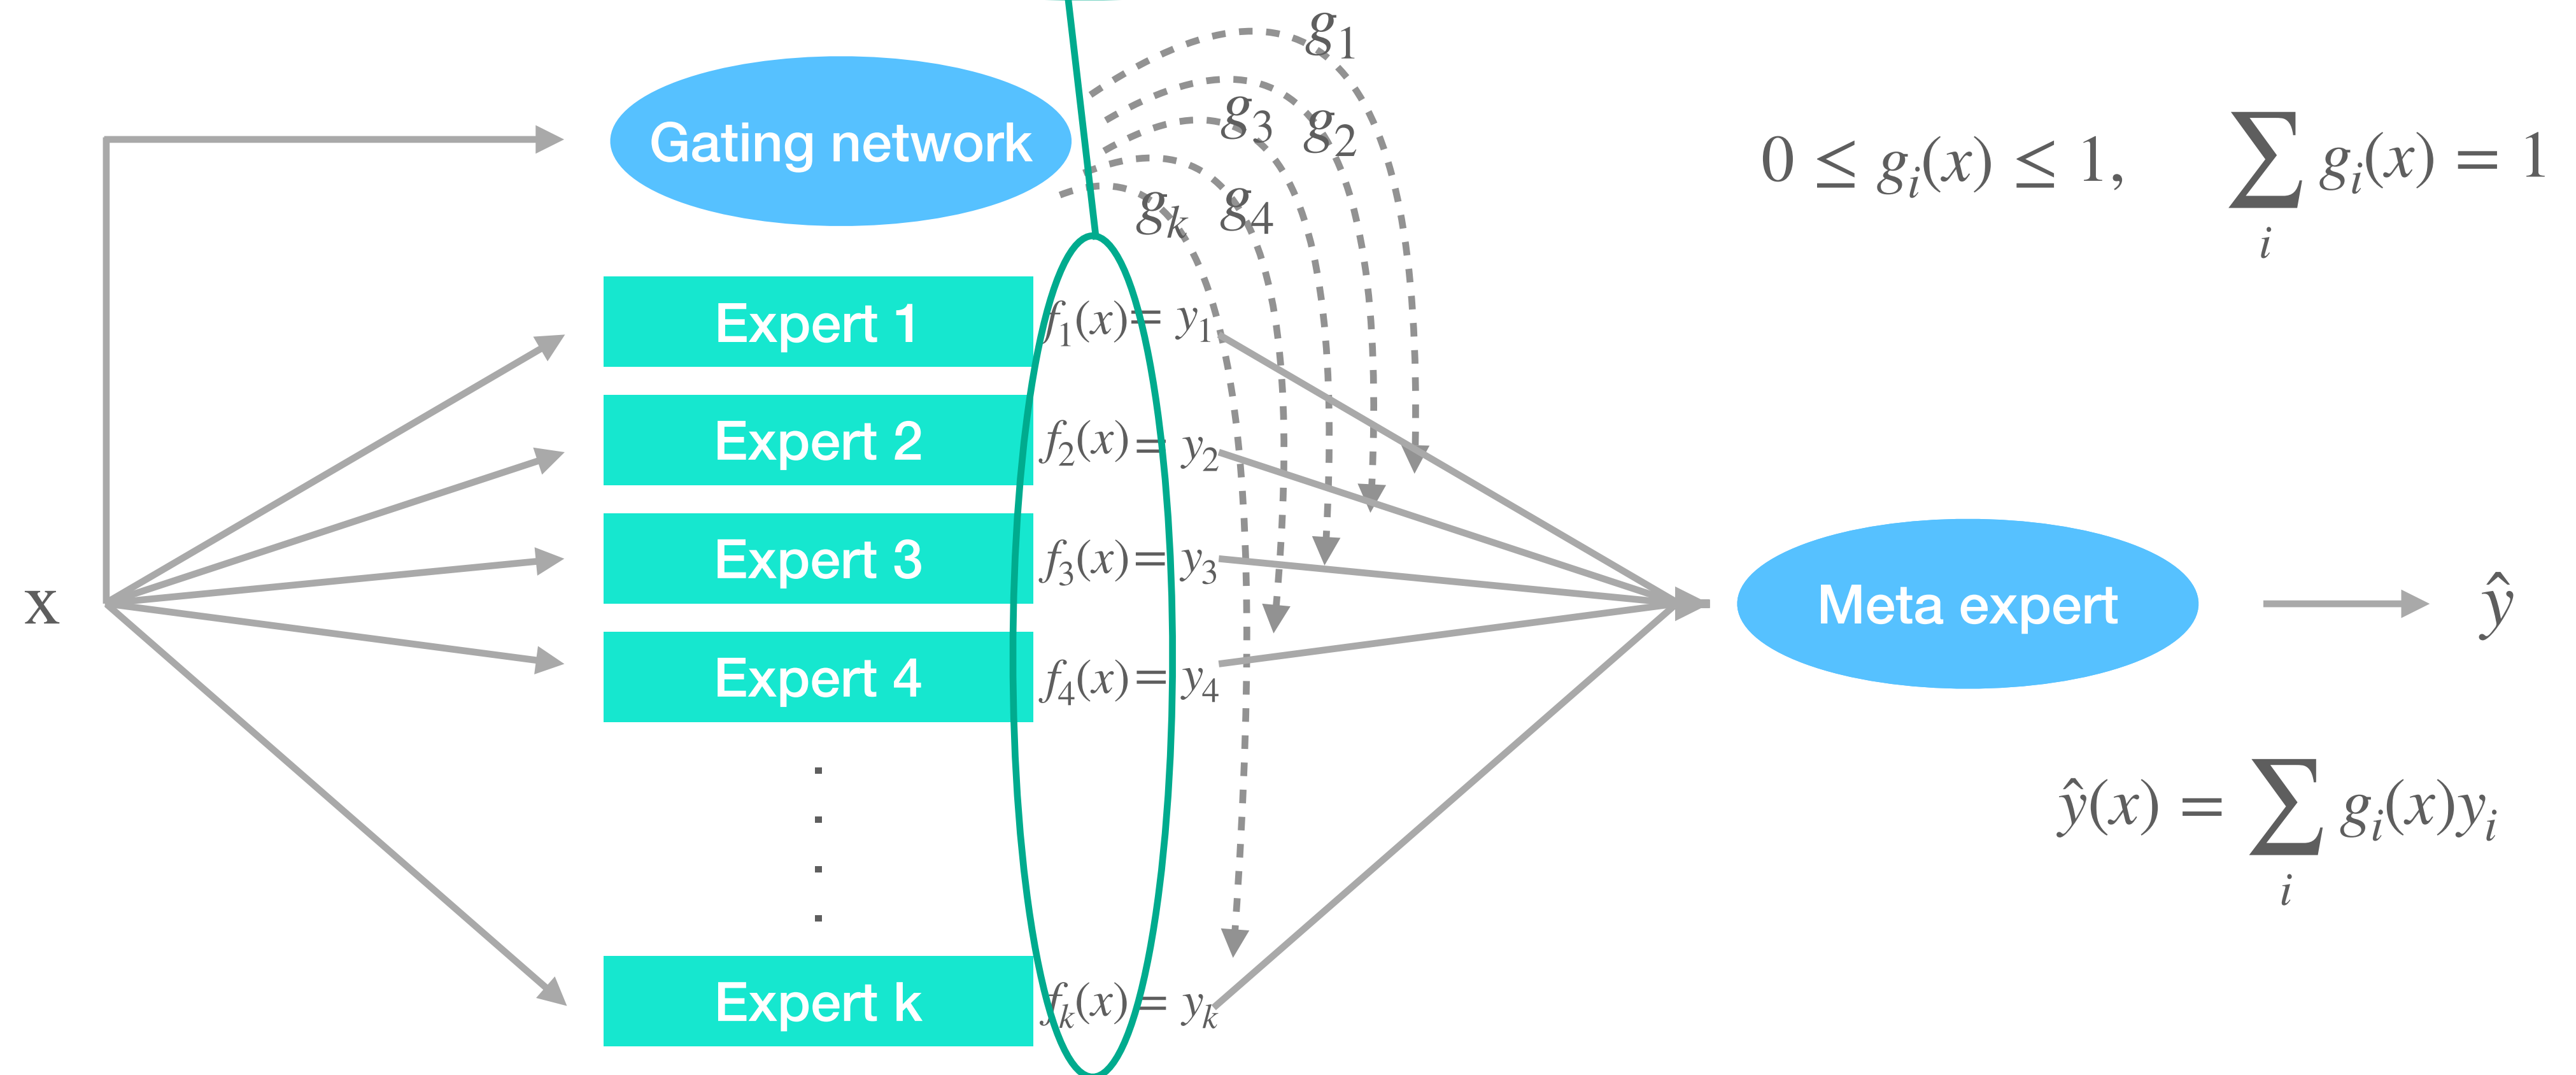 g₁
g₃ g₂
gₖ g₄
Gating network
0 ≤ gᵢ(x) ≤ 1, ∑ᵢ gᵢ(x) = 1
Expert 1 f₁(x) = y₁
Expert 2 f₂(x) = y₂
Expert 3 f₃(x) = y₃
x
Meta expert
ŷ
Expert 4 f₄(x) = y₄
ŷ(x) = ∑ᵢ gᵢ(x)yᵢ
Expert k fₖ(x) = yₖ